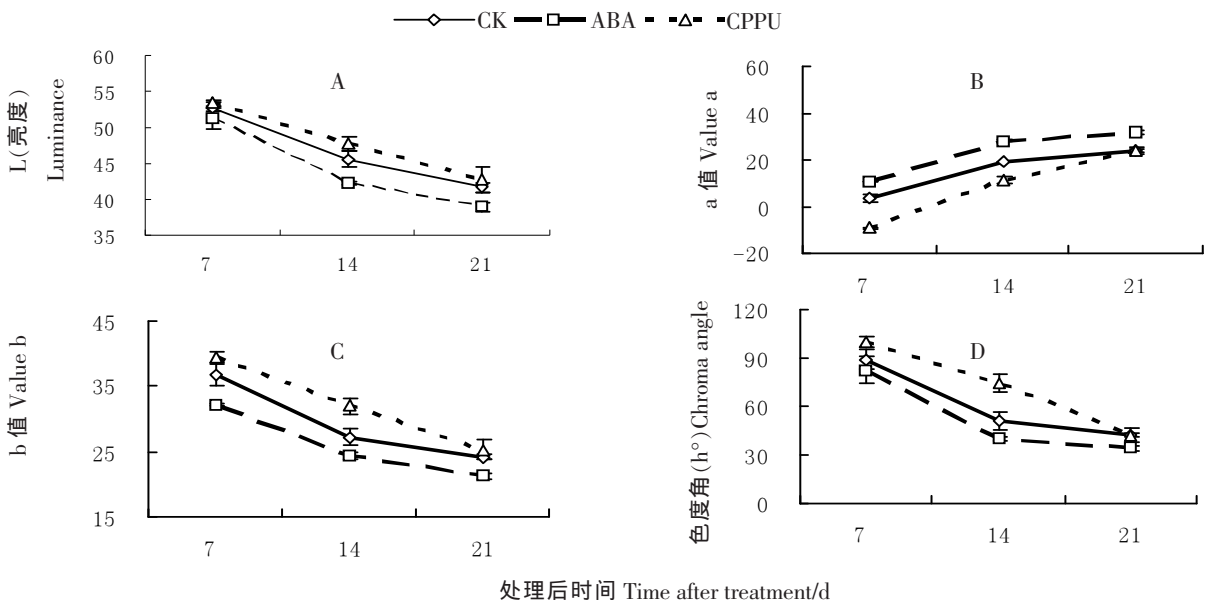 CK ABA CPPU
A
L(亮度)
Luminance
60
55
50
45
40
35
7 14 21
B
a 值 Value a
60
40
20
0
-20
7 14 21
C
b 值 Value b
45
35
25
15
7 14 21
D
色度角(h°)Chroma angle
120
90
60
30
0
7 14 21
处理后时间 Time after treatment/d